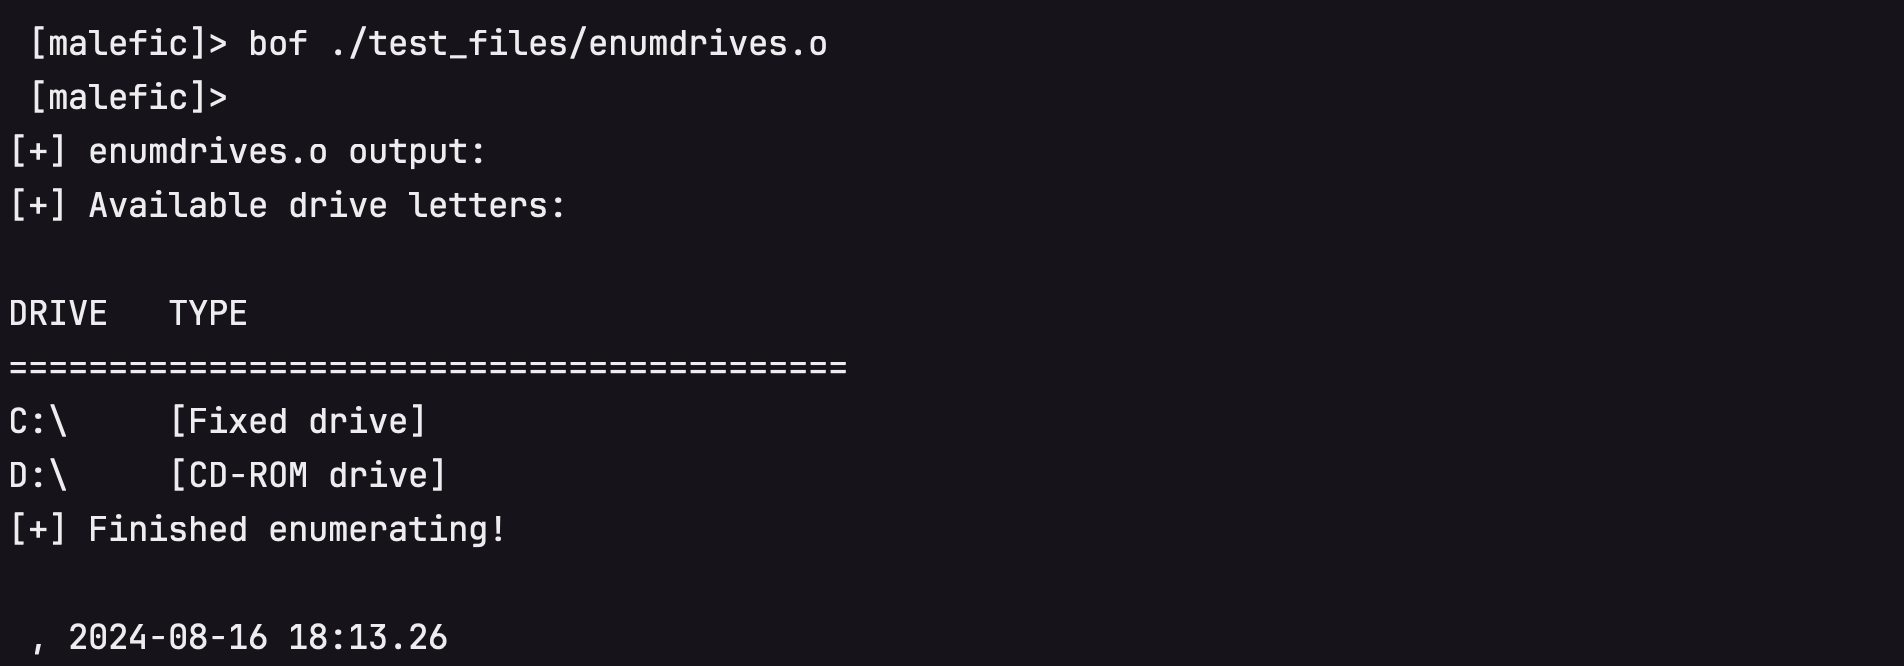 [malefic]> bof ./test_files/enumdrives.o
[malefic]>
[+] enumdrives.o output:
[+] Available drive letters:
DRIVE   TYPE
==========================================
C:\     [Fixed drive]
D:\     [CD-ROM drive]
[+] Finished enumerating!
, 2024-08-16 18:13.26